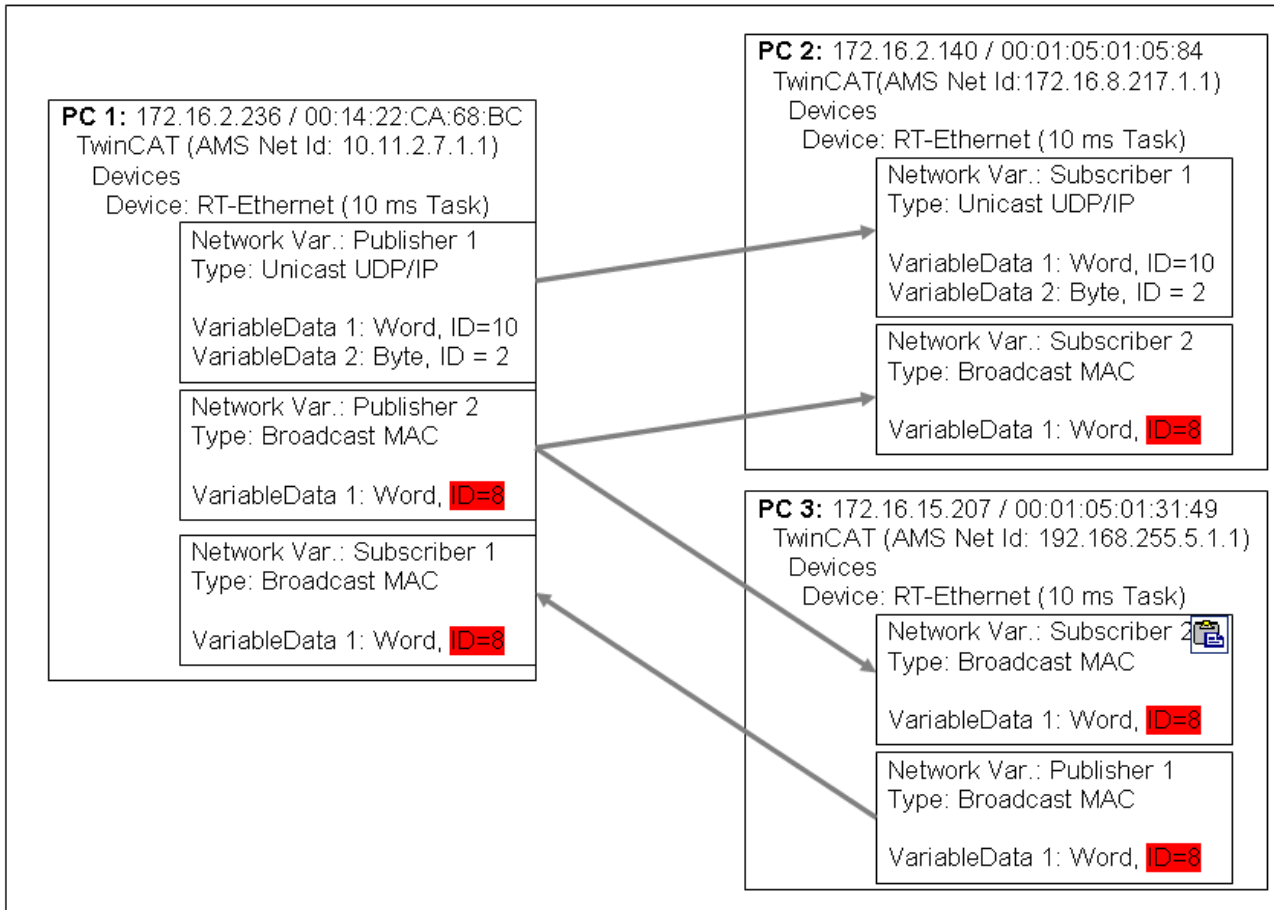 PC 1: 172.16.2.236 / 00:14:22:CA:68:BC
TwinCAT (AMS Net Id: 10.11.2.7.1.1)
Devices
Device: RT-Ethernet (10 ms Task)
Network Var.: Publisher 1
Type: Unicast UDP/IP
VariableData 1: Word, ID=10
VariableData 2: Byte, ID = 2
Network Var.: Publisher 2
Type: Broadcast MAC
VariableData 1: Word, ID=8
Network Var.: Subscriber 1
Type: Broadcast MAC
VariableData 1: Word, ID=8
PC 2: 172.16.2.140 / 00:01:05:01:05:84
TwinCAT(AMS Net Id:172.16.8.217.1.1)
Devices
Device: RT-Ethernet (10 ms Task)
Network Var.: Subscriber 1
Type: Unicast UDP/IP
VariableData 1: Word, ID=10
VariableData 2: Byte, ID = 2
Network Var.: Subscriber 2
Type: Broadcast MAC
VariableData 1: Word, ID=8
PC 3: 172.16.15.207 / 00:01:05:01:31:49
TwinCAT (AMS Net Id: 192.168.255.5.1.1)
Devices
Device: RT-Ethernet (10 ms Task)
Network Var.: Subscriber 2
Type: Broadcast MAC
VariableData 1: Word, ID=8
Network Var.: Publisher 1
Type: Broadcast MAC
VariableData 1: Word, ID=8